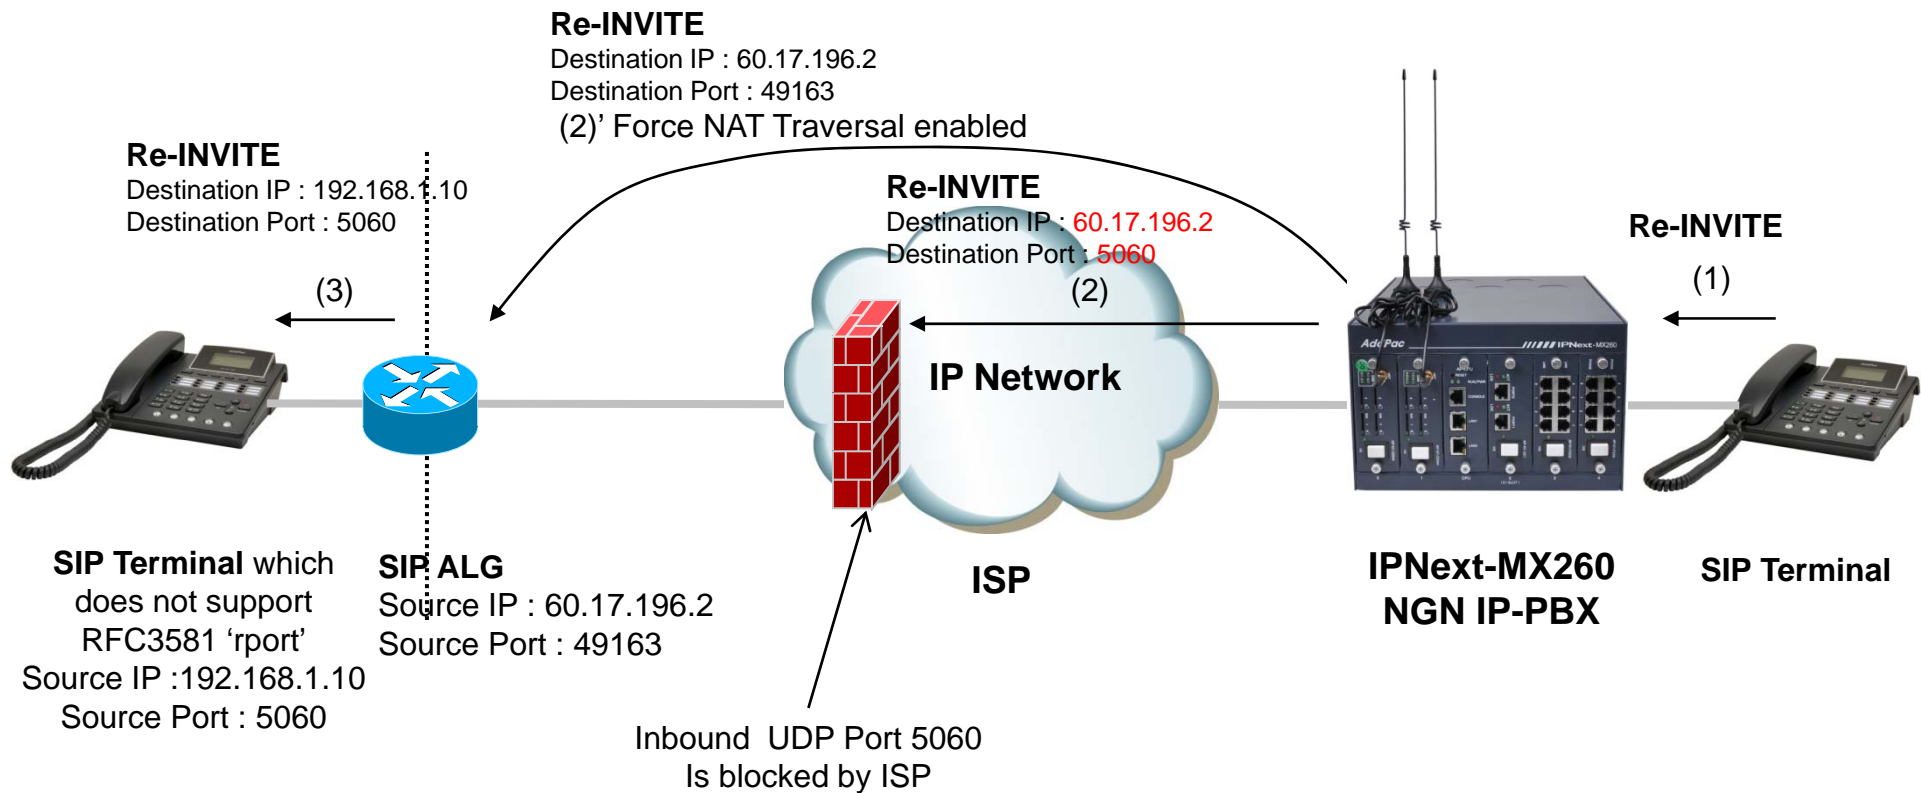 Re-INVITE
Destination IP : 60.17.196.2
Destination Port : 49163
(2)’ Force NAT Traversal enabled
Re-INVITE
Destination IP : 192.168.1.10
Destination Port : 5060
(3)
Re-INVITE
Destination IP : 60.17.196.2
Destination Port : 5060
(2)
Re-INVITE
(1)
AddPac
IPNext-MX260
IP Network
SIP Terminal which
does not support
RFC3581 ‘rport’
Source IP :192.168.1.10
Source Port : 5060
SIP ALG
Source IP : 60.17.196.2
Source Port : 49163
ISP
IPNext-MX260
NGN IP-PBX
SIP Terminal
Inbound  UDP Port 5060
Is blocked by ISP